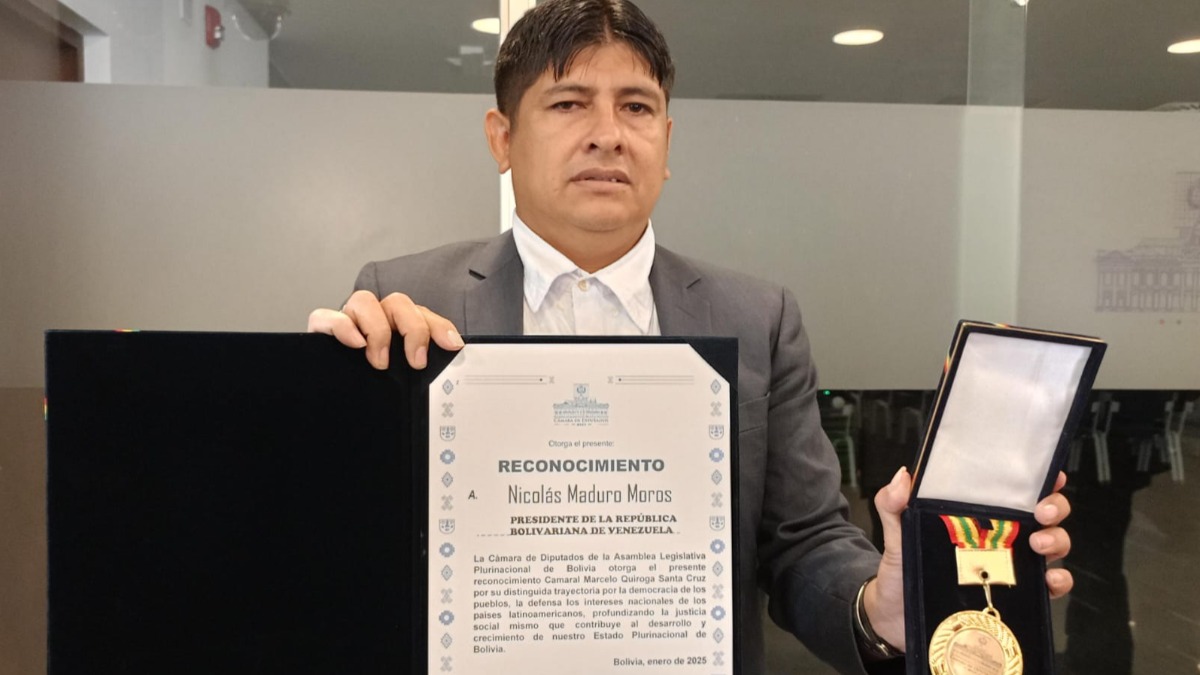 CÁMARA DE DIPUTADOS
Otorga el presente:
RECONOCIMIENTO
A. Nicolás Maduro Moros
PRESIDENTE DE LA REPÚBLICA
BOLIVARIANA DE VENEZUELA
La Cámara de Diputados de la Asamblea Legislativa
Plurinacional de Bolivia otorga el presente
reconocimiento Camaral Marcelo Quiroga Santa Cruz
por su distinguida trayectoria por la democracia de los
pueblos, la defensa los intereses nacionales de los
países latinoamericanos, profundizando la justicia
social mismo que contribuye al desarrollo y
crecimiento de nuestro Estado Plurinacional de
Bolivia.
Bolivia, enero de 2025